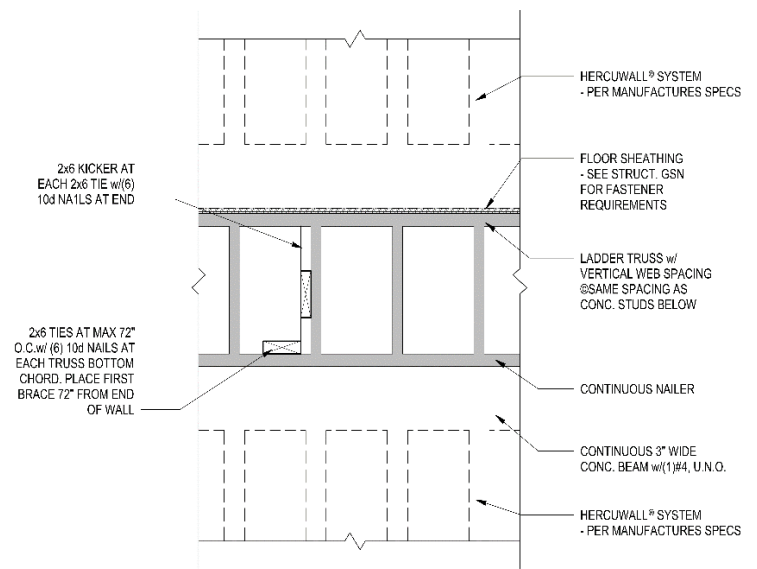 HERCUWALL® SYSTEM
- PER MANUFACTURES SPECS
2x6 KICKER AT
EACH 2x6 TIE w/(6)
10d NA1LS AT END
FLOOR SHEATHING
- SEE STRUCT. GSN
FOR FASTENER
REQUIREMENTS
LADDER TRUSS w/
VERTICAL WEB SPACING
©SAME SPACING AS
CONC. STUDS BELOW
2x6 TIES AT MAX 72"
O.C.w/ (6) 10d NAILS AT
EACH TRUSS BOTTOM
CHORD. PLACE FIRST
BRACE 72" FROM END
OF WALL
CONTINUOUS NAILER
CONTINUOUS 3" WIDE
CONC. BEAM w/(1)#4, U.N.O.
HERCUWALL® SYSTEM
- PER MANUFACTURES SPECS